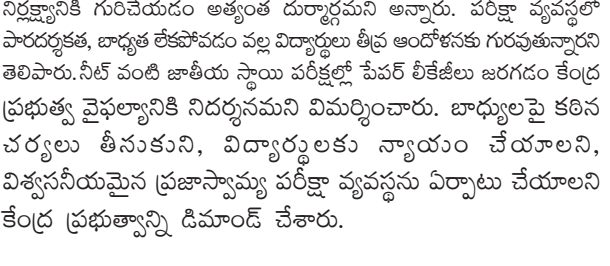 నిర్లక్ష్యానికి గురిచేయడం అత్యంత దుర్మార్గమని అన్నారు. పరీక్షా వ్యవస్థలో
పారదర్శకత, బాధ్యత లేకపోవడం వల్ల విద్యార్థులు తీవ్ర ఆందోళనకు గురవుతున్నారని
తెలిపారు.నీట్ వంటి జాతీయ స్థాయి పరీక్షల్లో పేపర్ లీకేజీలు జరగడం కేంద్ర
ప్రభుత్వ వైఫల్యానికి నిదర్శనమని విమర్శించారు. బాధ్యులపై కఠిన
చర్యలు తీసుకుని, విద్యార్థులకు న్యాయం చేయాలని,
విశ్వసనీయమైన ప్రజాస్వామ్య పరీక్షా వ్యవస్థను ఏర్పాటు చేయాలని
కేంద్ర ప్రభుత్వాన్ని డిమాండ్ చేశారు.